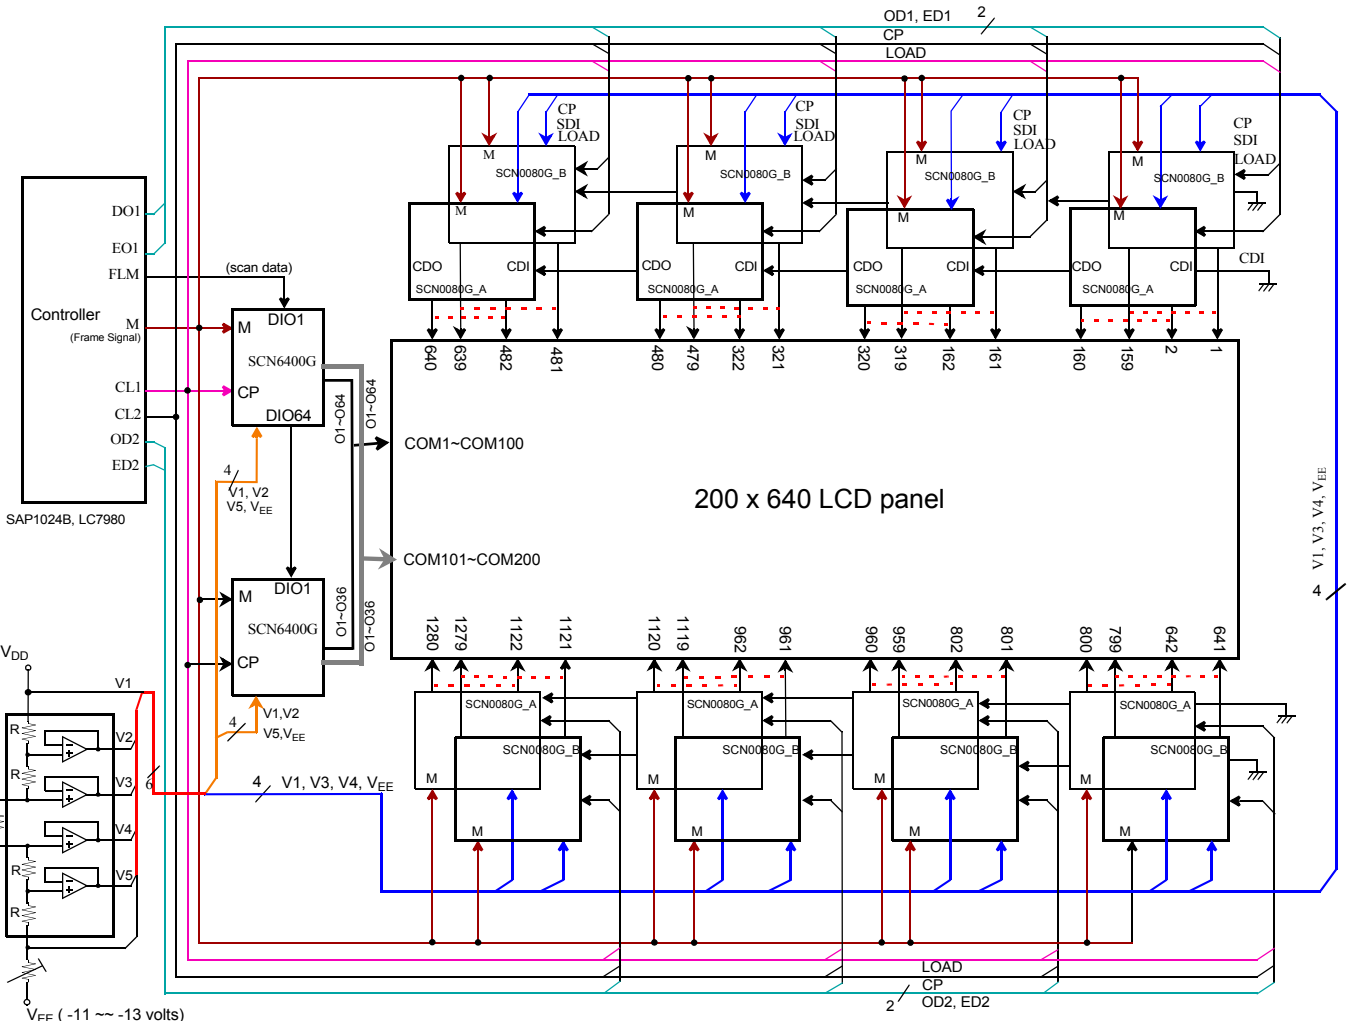 OD1, ED1
2
CP
LOAD
CP
SDI
LOAD
CP
SDI
LOAD
CP
SDI
LOAD
CP
SDI
LOAD
M
SCN0080G_B
M
SCN0080G_B
M
SCN0080G_B
M
SCN0080G_B
M
M
M
M
CDO
CDI
SCN0080G_A
CDO
CDI
SCN0080G_A
CDO
CDI
SCN0080G_A
CDO
CDI
SCN0080G_A
CDI
DO1
EO1
FLM
(scan data)
Controller
M
(Frame Signal)
CL1
CL2
OD2
ED2
SAP1024B, LC7980
DIO1
M
SCN6400G
CP
DIO64
O1~O64
O1~O64
640
639
482
481
480
479
322
321
320
319
162
161
160
159
2
1
COM1~COM100
200 x 640 LCD panel
COM101~COM200
V1, V3, V4, VEE
4
4
V1, V2
V5, VEE
DIO1
M
SCN6400G
CP
O1~O36
O1~O36
4
V1,V2
V5,VEE
1280
1279
1122
1121
1120
1119
962
961
960
959
802
801
800
799
642
641
SCN0080G_A
SCN0080G_B
M
M
SCN0080G_A
SCN0080G_B
M
M
SCN0080G_A
SCN0080G_B
M
M
SCN0080G_A
SCN0080G_B
M
M
VDD
V1
R
V2
R
V3
V4
R
V5
R
6
4
V1, V3, V4, VEE
LOAD
CP
2
OD2, ED2
VEE ( -11 ~~ -13 volts)